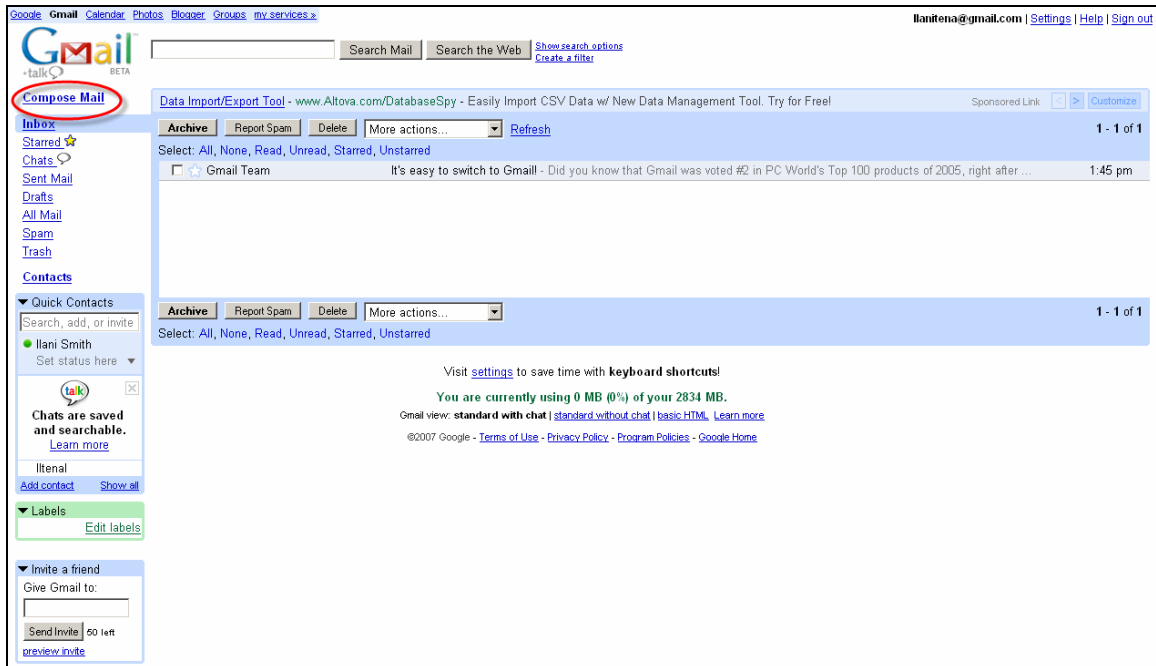 Google Gmail Calendar Photos Blogger Groups my services »
llanitena@gmail.com | Settings | Help | Sign out
Gmail
+talk BETA
Search Mail Search the Web Show search options
Create a filter
Compose Mail
Data Import/Export Tool - www.Altova.com/DatabaseSpy - Easily Import CSV Data w/ New Data Management Tool. Try for Free! Sponsored Link < > Customize
Inbox
Starred
Chats
Sent Mail
Drafts
All Mail
Spam
Trash
Contacts
Archive Report Spam Delete More actions... Refresh 1 - 1 of 1
Select: All, None, Read, Unread, Starred, Unstarred
Gmail Team It's easy to switch to Gmail! - Did you know that Gmail was voted #2 in PC World's Top 100 products of 2005, right after ... 1:45 pm
Archive Report Spam Delete More actions... 1 - 1 of 1
Select: All, None, Read, Unread, Starred, Unstarred
Quick Contacts
Search, add, or invite
Ilani Smith
Set status here
talk
Chats are saved
and searchable.
Learn more
lltenal
Add contact Show all
Labels
Edit labels
Invite a friend
Give Gmail to:
Send Invite 50 left
preview invite
Visit settings to save time with keyboard shortcuts!
You are currently using 0 MB (0%) of your 2834 MB.
Gmail view: standard with chat | standard without chat | basic HTML Learn more
©2007 Google - Terms of Use - Privacy Policy - Program Policies - Google Home